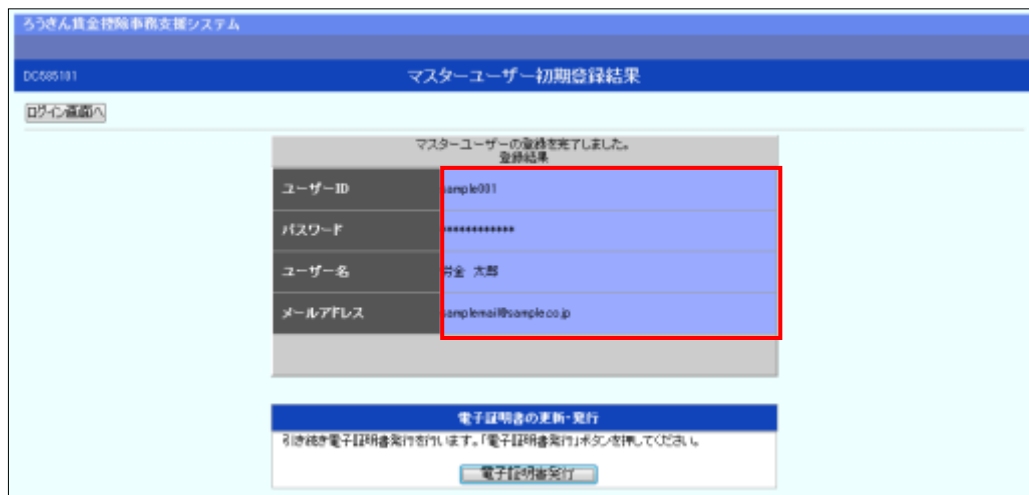 ろうきん賃金控除事務支援システム
DC585101
マスターユーザー初期登録結果
ログイン画面へ
マスターユーザーの登録を完了しました。
登録結果
ユーザーID
sample001
パスワード
************
ユーザー名
労金 太郎
メールアドレス
samplemail@sample.co.jp
電子証明書の更新・発行
引き続き電子証明書発行を行います。「電子証明書発行」ボタンを押してください。
電子証明書発行